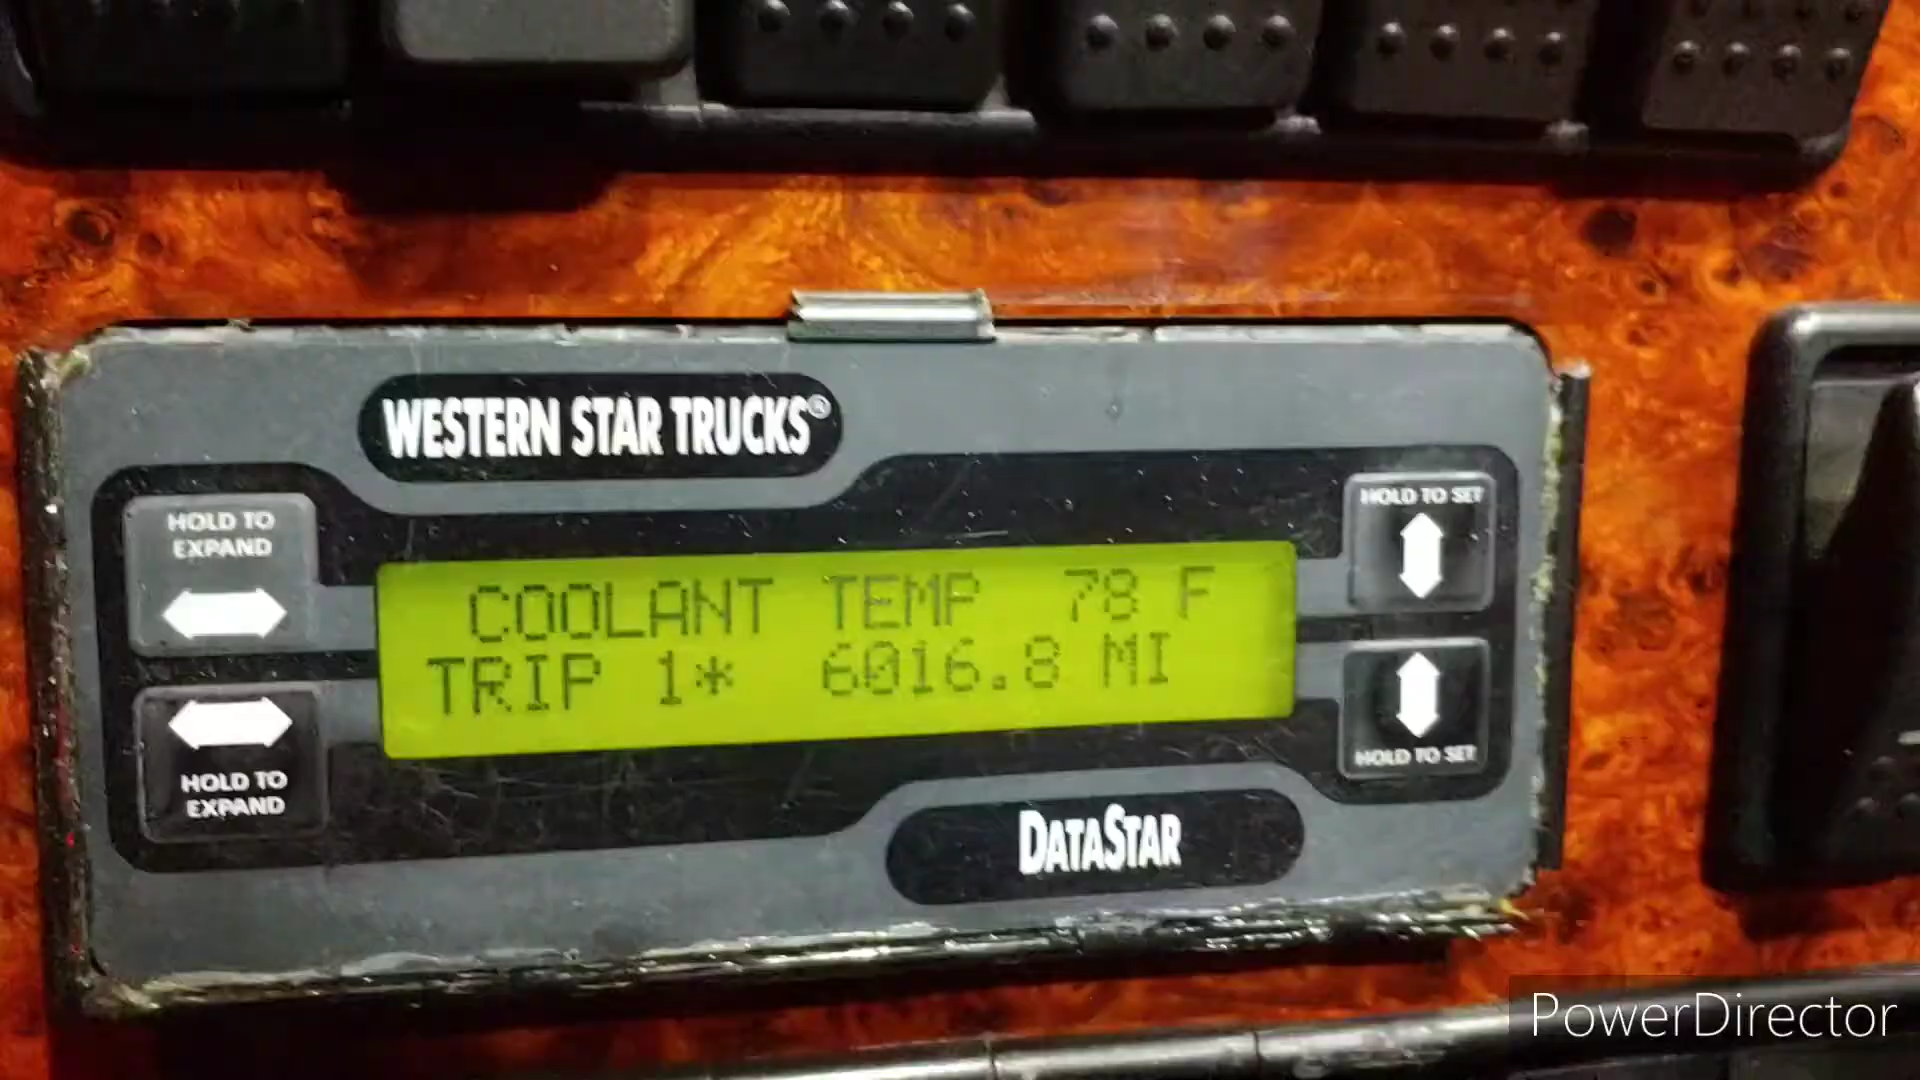 WESTERN STAR TRUCKS®
HOLD TO
EXPAND
HOLD TO SET
COOLANT TEMP 78 F
TRIP 1* 6016.8 MI
HOLD TO
EXPAND
HOLD TO SET
DATASTAR
PowerDirector